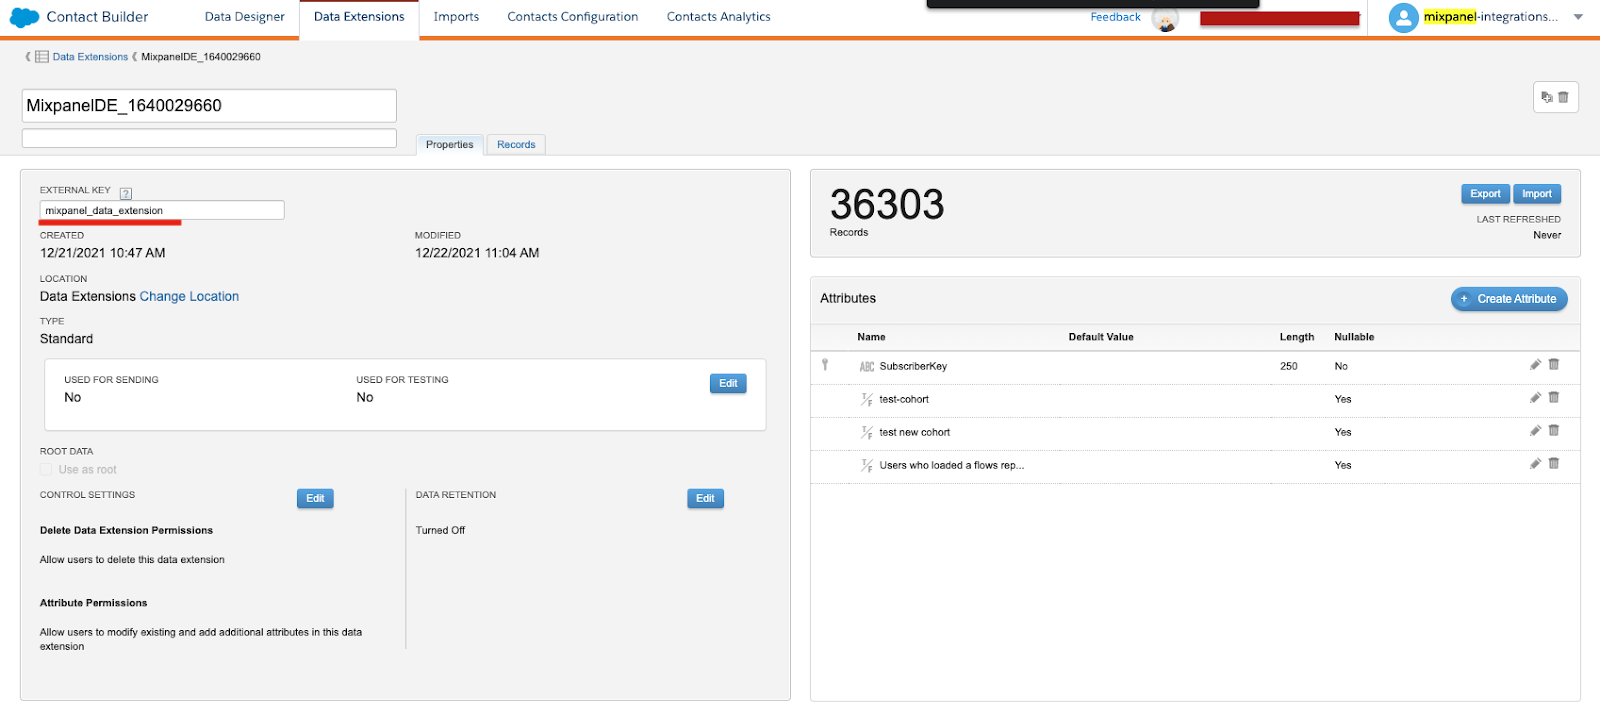 Contact Builder
Data Designer
Data Extensions
Imports
Contacts Configuration
Contacts Analytics
Feedback
mixpanel-integrations...
Data Extensions
MixpanelDE_1640029660
MixpanelDE_1640029660
Properties
Records
EXTERNAL KEY ?
mixpanel_data_extension
CREATED
12/21/2021 10:47 AM
MODIFIED
12/22/2021 11:04 AM
LOCATION
Data Extensions Change Location
TYPE
Standard
USED FOR SENDING
No
USED FOR TESTING
No
Edit
ROOT DATA
Use as root
CONTROL SETTINGS
Edit
Delete Data Extension Permissions
Allow users to delete this data extension
Attribute Permissions
Allow users to modify existing and add additional attributes in this data
extension
DATA RETENTION
Edit
Turned Off
36303
Records
Export
Import
LAST REFRESHED
Never
Attributes
+ Create Attribute
Name Default Value Length Nullable
ABC SubscriberKey 250 No
T/F test-cohort Yes
T/F test new cohort Yes
T/F Users who loaded a flows rep... Yes